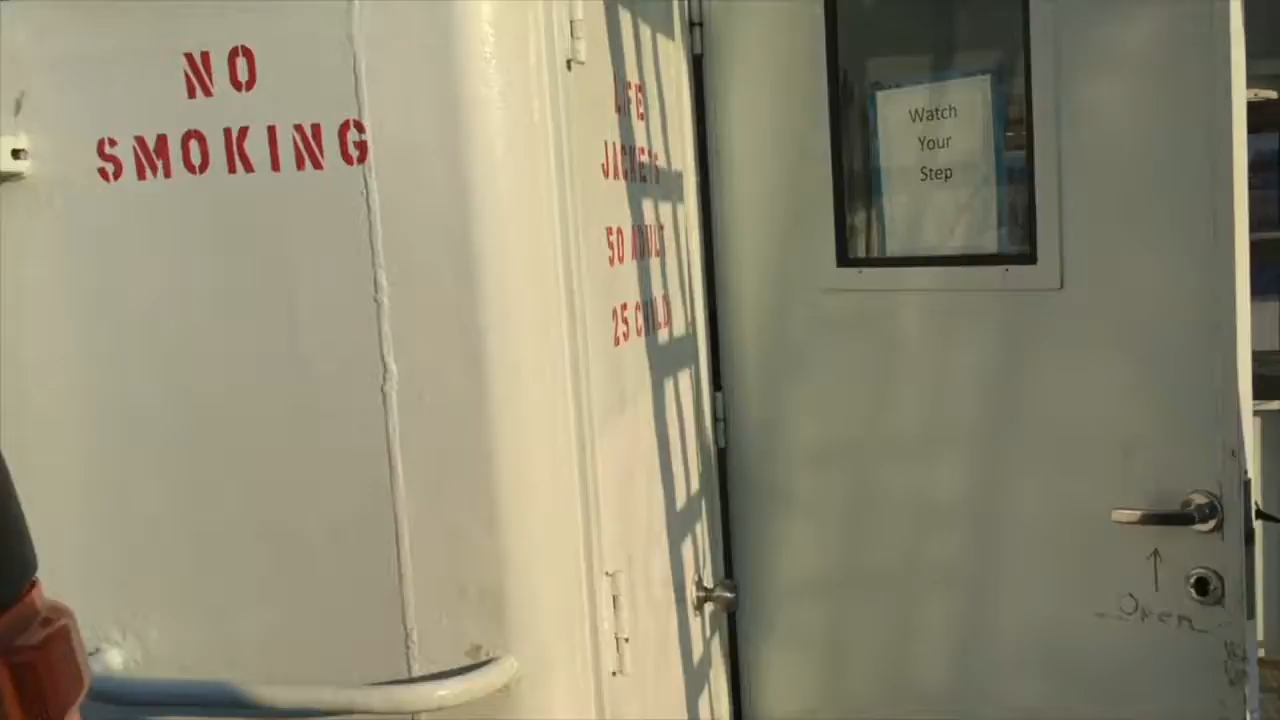 NO
SMOKING
LIFE
JACKETS
50 ADULT
25 CHILD
Watch
Your
Step
Open